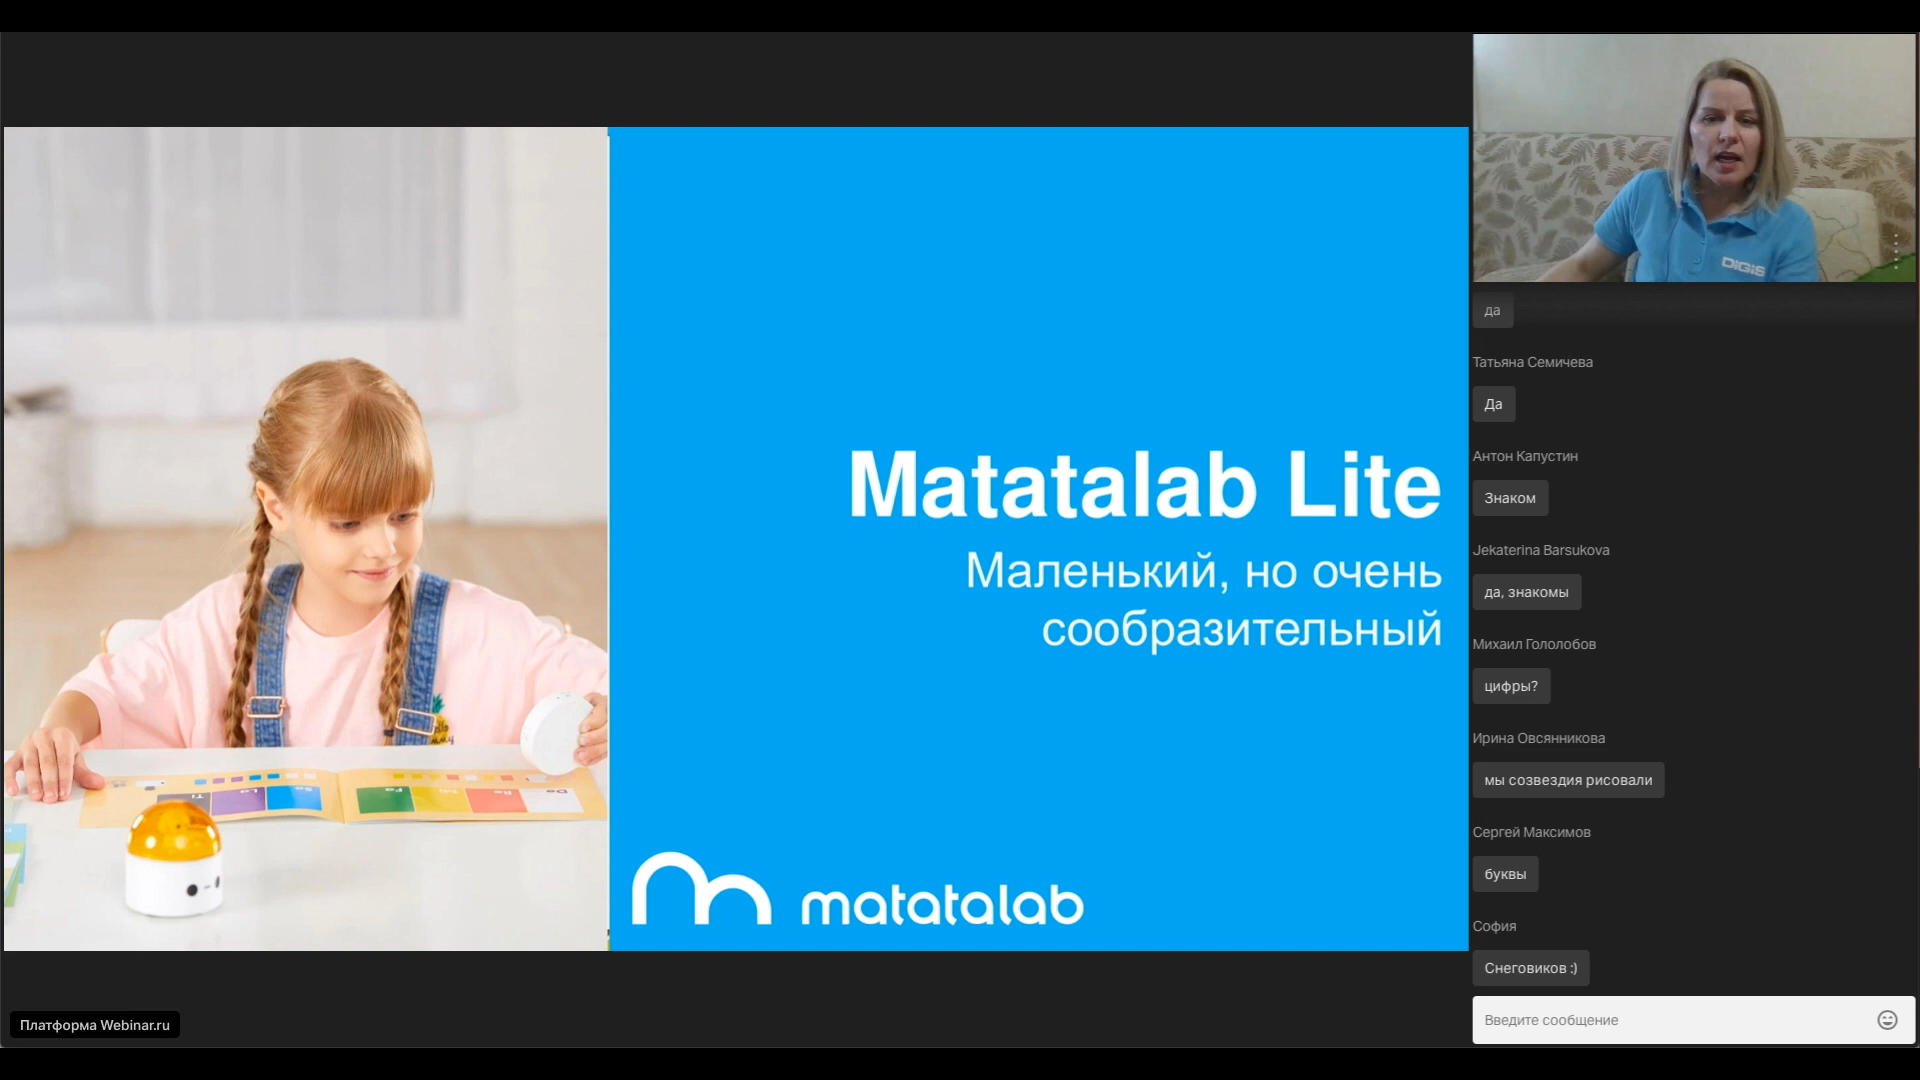 Matatalab Lite
Маленький, но очень
сообразительный
matatalab
DIGIS
да
Татьяна Семичева
Да
Антон Капустин
Знаком
Jekaterina Barsukova
да, знакомы
Михаил Гололобов
цифры?
Ирина Овсянникова
мы созвездия рисовали
Сергей Максимов
буквы
София
Снеговиков :)
Введите сообщение
Платформа Webinar.ru